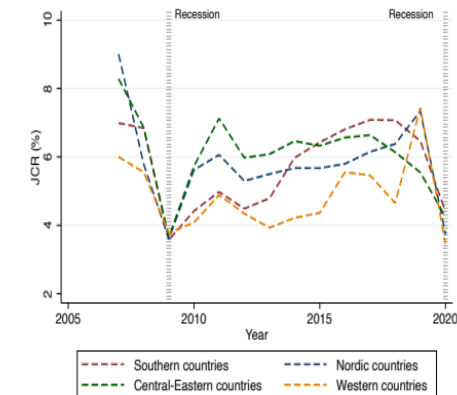 Recession Recession
10
8
6
4
2
JCR (%)
2005 2010 2015 2020
Year
Southern countries Nordic countries
Central-Eastern countries Western countries